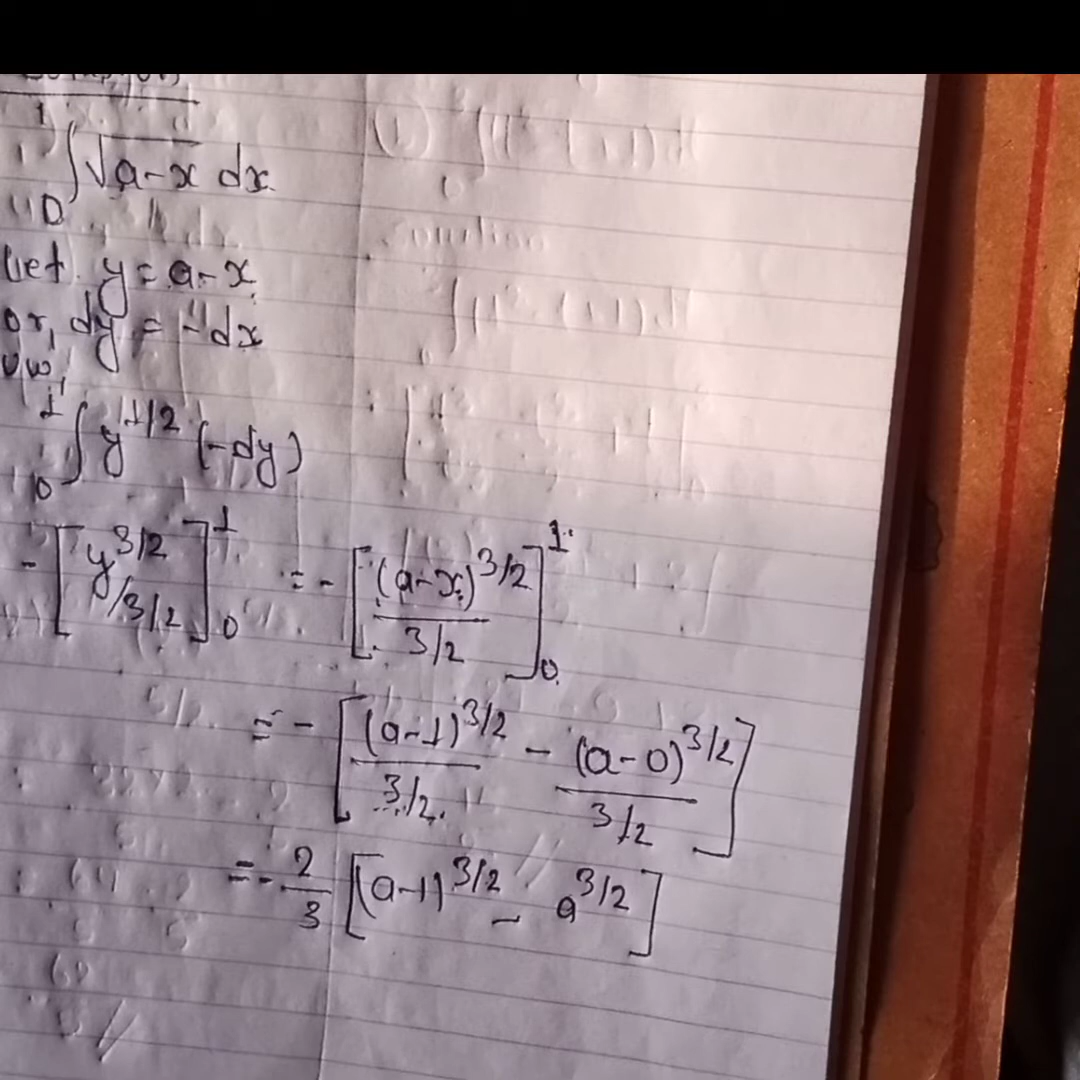 ∫₀¹ √(a-x) dx
Let y = a-x
or, dy = -dx
∫₀¹ y^1/2 (-dy)
-[y^3/2 / 3/2]₀¹ = -[(a-x)^3/2 / 3/2]₀¹
= -[(a-1)^3/2 / 3/2 - (a-0)^3/2 / 3/2]
= -2/3 [(a-1)^3/2 - a^3/2]